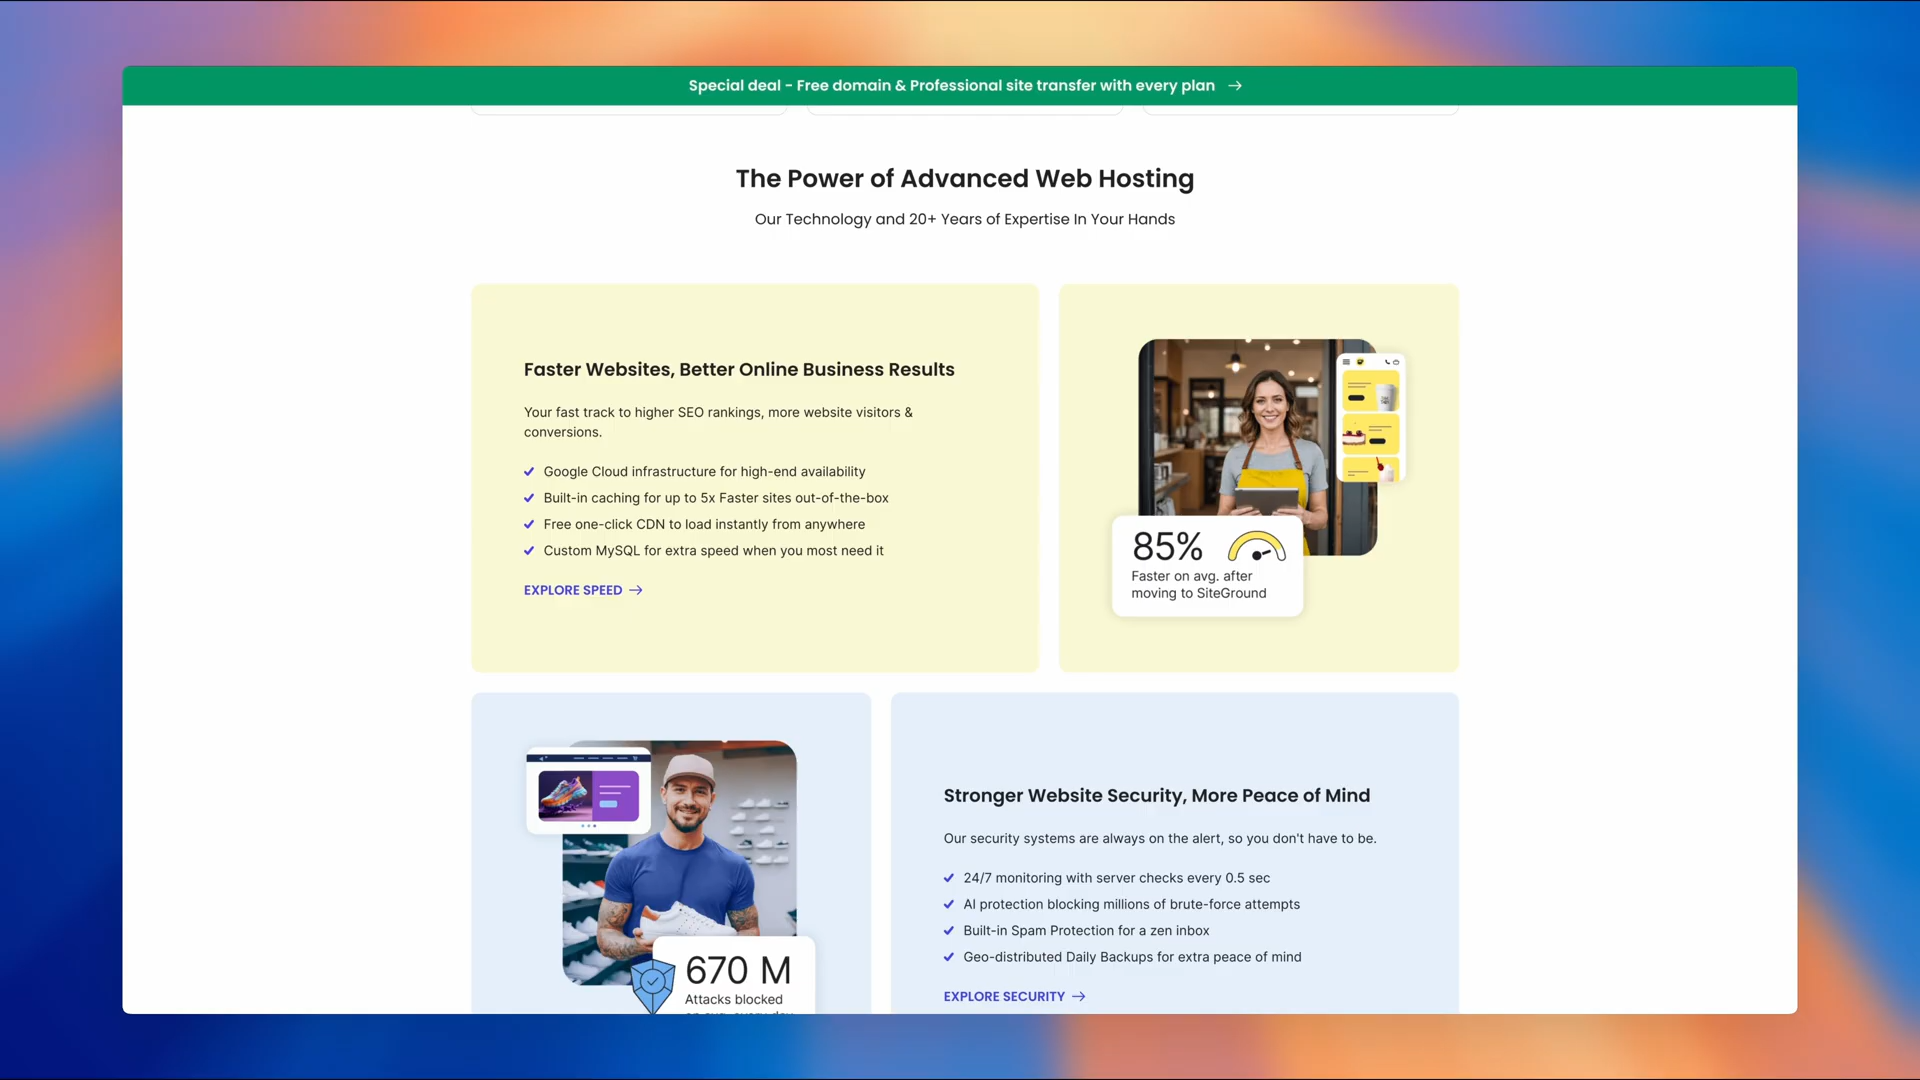 Special deal - Free domain & Professional site transfer with every plan →
The Power of Advanced Web Hosting
Our Technology and 20+ Years of Expertise In Your Hands
Faster Websites, Better Online Business Results
Your fast track to higher SEO rankings, more website visitors &
conversions.
Google Cloud infrastructure for high-end availability
Built-in caching for up to 5x Faster sites out-of-the-box
Free one-click CDN to load instantly from anywhere
Custom MySQL for extra speed when you most need it
EXPLORE SPEED →
85%
Faster on avg. after
moving to SiteGround
670 M
Attacks blocked
Stronger Website Security, More Peace of Mind
Our security systems are always on the alert, so you don't have to be.
24/7 monitoring with server checks every 0.5 sec
AI protection blocking millions of brute-force attempts
Built-in Spam Protection for a zen inbox
Geo-distributed Daily Backups for extra peace of mind
EXPLORE SECURITY →